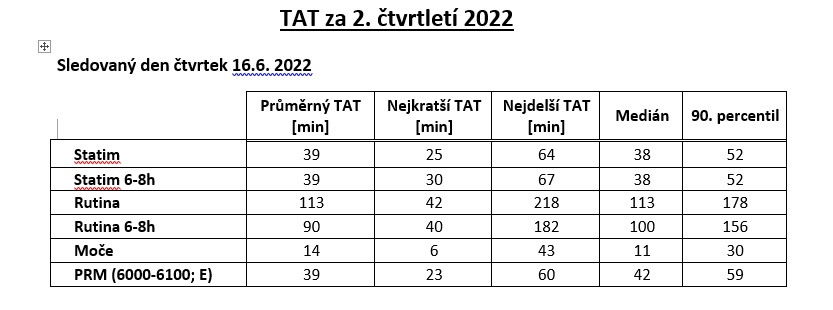 TAT za 2. čtvrtletí 2022
Sledovaný den čtvrtek 16.6. 2022
Průměrný TAT [min] Nejkratší TAT [min] Nejdelší TAT [min] Medián 90. percentil
Statim 39 25 64 38 52
Statim 6-8h 39 30 67 38 52
Rutina 113 42 218 113 178
Rutina 6-8h 90 40 182 100 156
Moče 14 6 43 11 30
PRM (6000-6100; E) 39 23 60 42 59